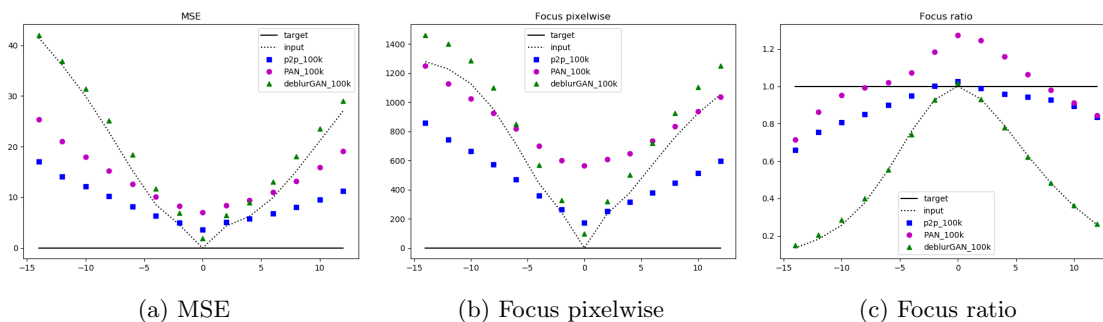 MSE
target
input
p2p_100k
PAN_100k
deblurGAN_100k
40
30
20
10
0
−15
−10
−5
0
5
10
(a) MSE
Focus pixelwise
target
input
p2p_100k
PAN_100k
deblurGAN_100k
1400
1200
1000
800
600
400
200
0
−15
−10
−5
0
5
10
(b) Focus pixelwise
Focus ratio
target
input
p2p_100k
PAN_100k
deblurGAN_100k
1.2
1.0
0.8
0.6
0.4
0.2
−15
−10
−5
0
5
10
(c) Focus ratio